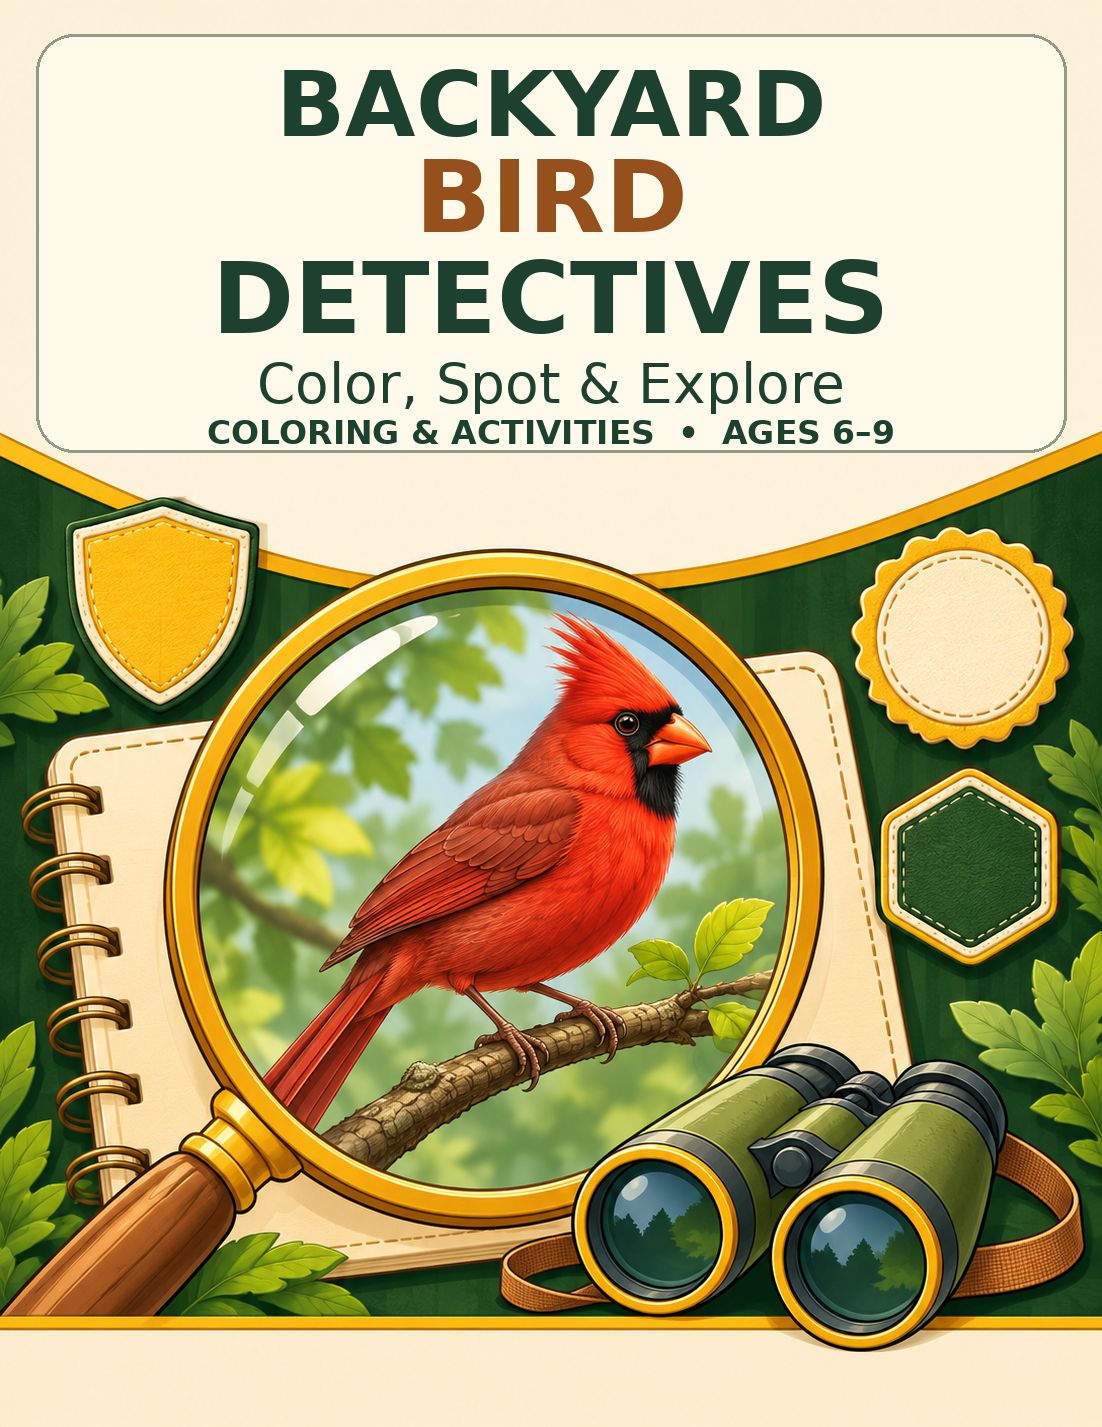 BACKYARD
BIRD
DETECTIVES
Color, Spot & Explore
COLORING & ACTIVITIES • AGES 6–9